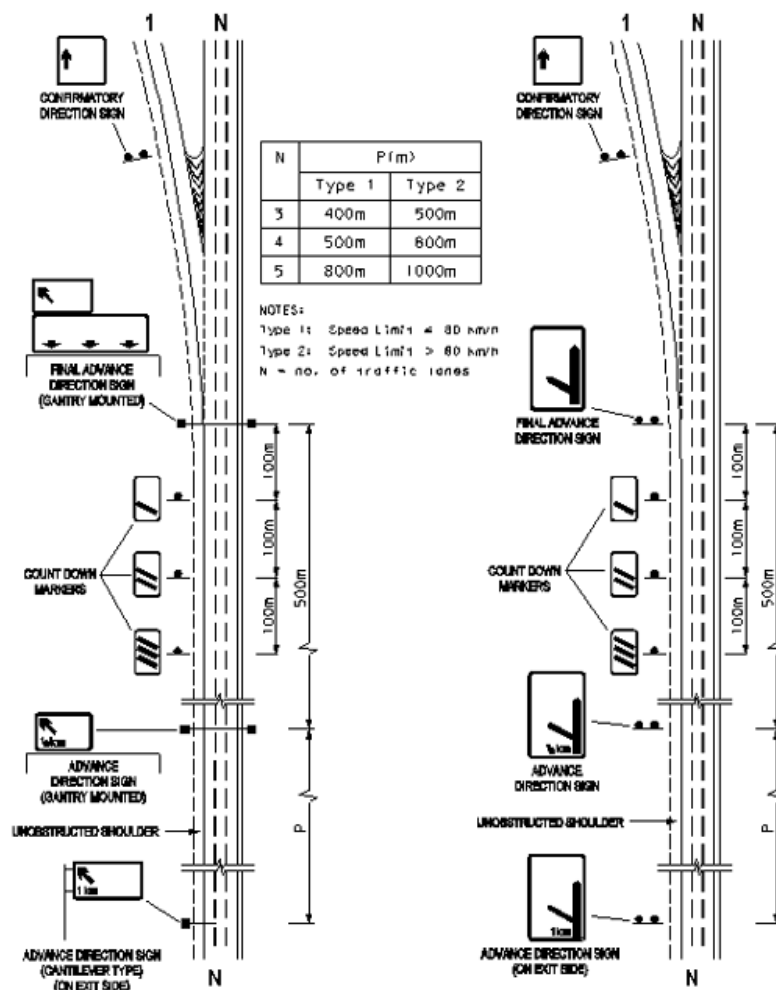 1 N
CONFIRMATORY
DIRECTION SIGN
N P(m)
Type 1 Type 2
3 400m 500m
4 500m
5 800m 1000m
NOTES:
Type 1: Speed Limit km/h
Type 2: Speed Limit > km/h
N = no. of traffic lanes
FINAL ADVANCE
DIRECTION SIGN
(GANTRY MOUNTED)
100m
100m
100m
500m
COUNT DOWN
MARKERS
½km
ADVANCE
DIRECTION SIGN
(GANTRY MOUNTED)
UNOBSTRUCTED SHOULDER
P
1 km
ADVANCE DIRECTION SIGN
(CANTILEVER TYPE)
(ON EXIT SIDE)
N
1 N
CONFIRMATORY
DIRECTION SIGN
FINAL ADVANCE
DIRECTION SIGN
100m
100m
100m
500m
COUNT DOWN
MARKERS
½km
ADVANCE
DIRECTION SIGN
UNOBSTRUCTED SHOULDER
P
1km
ADVANCE DIRECTION SIGN
(ON EXIT SIDE)
N